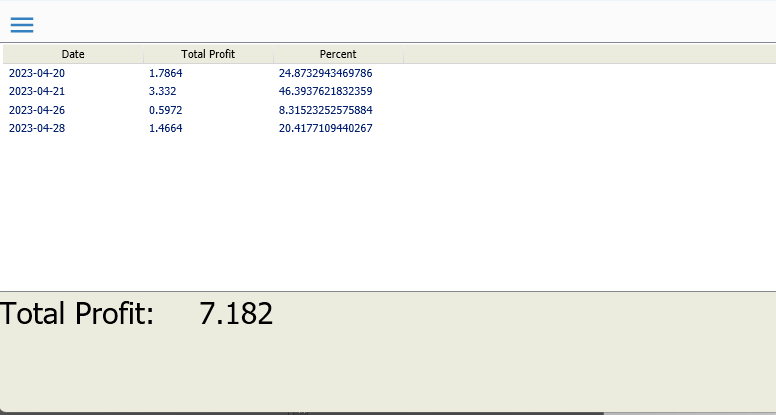 Date Total Profit Percent
2023-04-20 1.7864 24.8732943469786
2023-04-21 3.332 46.3937621832359
2023-04-26 0.5972 8.31523252575884
2023-04-28 1.4664 20.4177109440267
Total Profit: 7.182